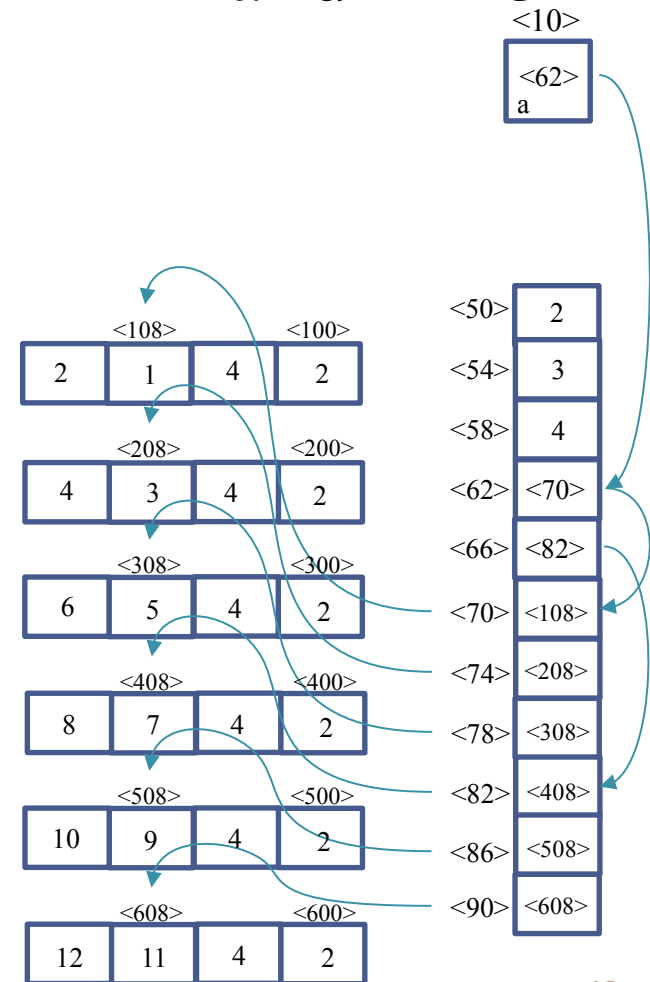 <10>
<62>
a
<50> 2
<108> <100>
<54> 3
2 1 4 2
<58> 4
<208> <200>
4 3 4 2
<62> <70>
<66> <82>
<308> <300>
6 5 4 2
<70> <108>
<74> <208>
<408> <400>
8 7 4 2
<78> <308>
<82> <408>
<508> <500>
10 9 4 2
<86> <508>
<90> <608>
<608> <600>
12 11 4 2